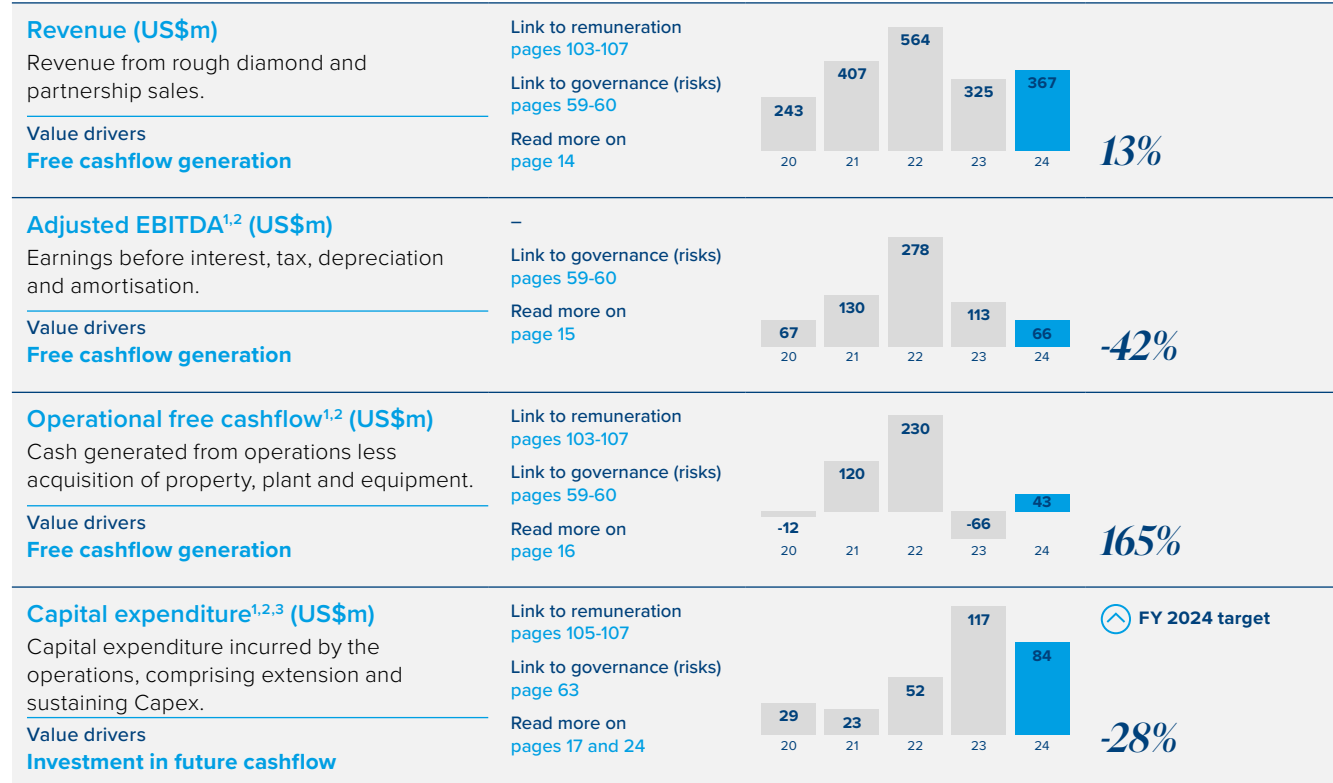 Revenue (US$m)
Revenue from rough diamond and
partnership sales.
Value drivers
Free cashflow generation
Link to remuneration
pages 103-107
Link to governance (risks)
pages 59-60
Read more on
page 14
243
407
564
325
367
20
21
22
23
24
13%
Adjusted EBITDA1,2 (US$m)
Earnings before interest, tax, depreciation
and amortisation.
Value drivers
Free cashflow generation
–
Link to governance (risks)
pages 59-60
Read more on
page 15
67
130
278
113
66
20
21
22
23
24
-42%
Operational free cashflow1,2 (US$m)
Cash generated from operations less
acquisition of property, plant and equipment.
Value drivers
Free cashflow generation
Link to remuneration
pages 103-107
Link to governance (risks)
pages 59-60
Read more on
page 16
-12
120
230
-66
43
20
21
22
23
24
165%
Capital expenditure1,2,3 (US$m)
Capital expenditure incurred by the
operations, comprising extension and
sustaining Capex.
Value drivers
Investment in future cashflow
Link to remuneration
pages 105-107
Link to governance (risks)
page 63
Read more on
pages 17 and 24
29
23
52
117
84
20
21
22
23
24
FY 2024 target
-28%